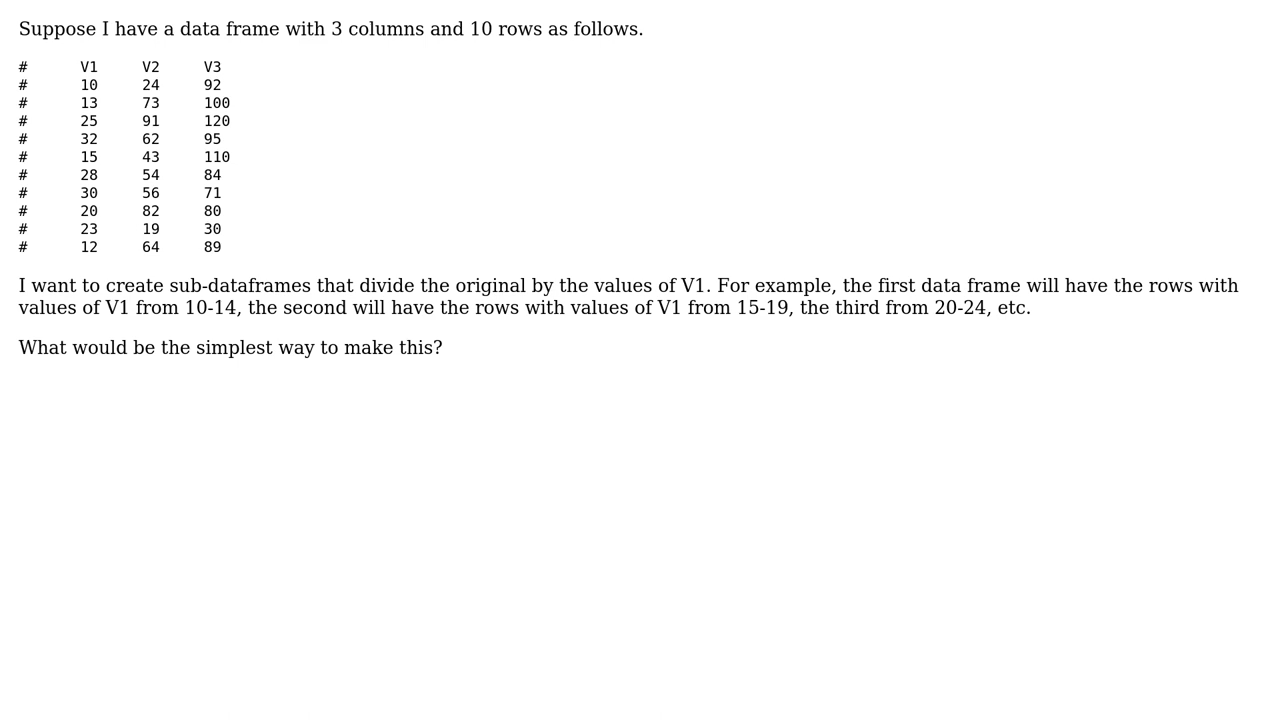 Suppose I have a data frame with 3 columns and 10 rows as follows.
# V1 V2 V3
# 10 24 92
# 13 73 100
# 25 91 120
# 32 62 95
# 15 43 110
# 28 54 84
# 30 56 71
# 20 82 80
# 23 19 30
# 12 64 89
I want to create sub-dataframes that divide the original by the values of V1. For example, the first data frame will have the rows with
values of V1 from 10-14, the second will have the rows with values of V1 from 15-19, the third from 20-24, etc.
What would be the simplest way to make this?